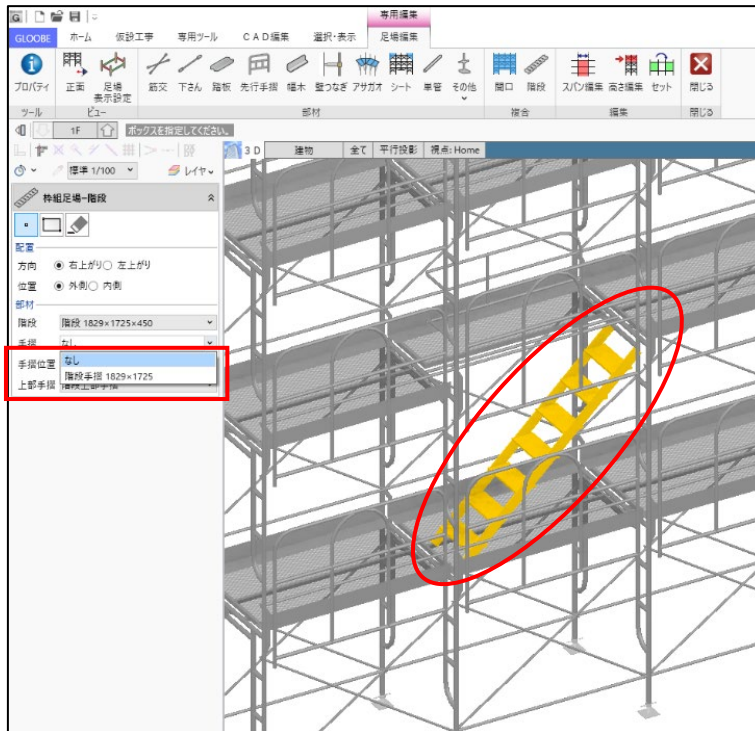 専用編集
GLOOBE ホーム 仮設工事 専用ツール CAD編集 選択・表示 足場編集
プロパティ 正面 足場表示設定 筋交 下さん 踏板 先行手摺 幅木 壁つなぎ アサガオ シート 単管 その他 開口 階段 スパン編集 高さ編集 セット 閉じる
ツール ビュー 部材 複合 編集 閉じる
1F ボックスを指定してください。
3D 建物 全て 平行投影 視点: Home
標準 1/100 レイヤ
枠組足場-階段
配置
方向 右上がり 左上がり
位置 外側 内側
部材
階段 階段 1829×1725×450
手摺 なし
手摺位置 なし
階段手摺 1829×1725
上部手摺 階段上部手摺